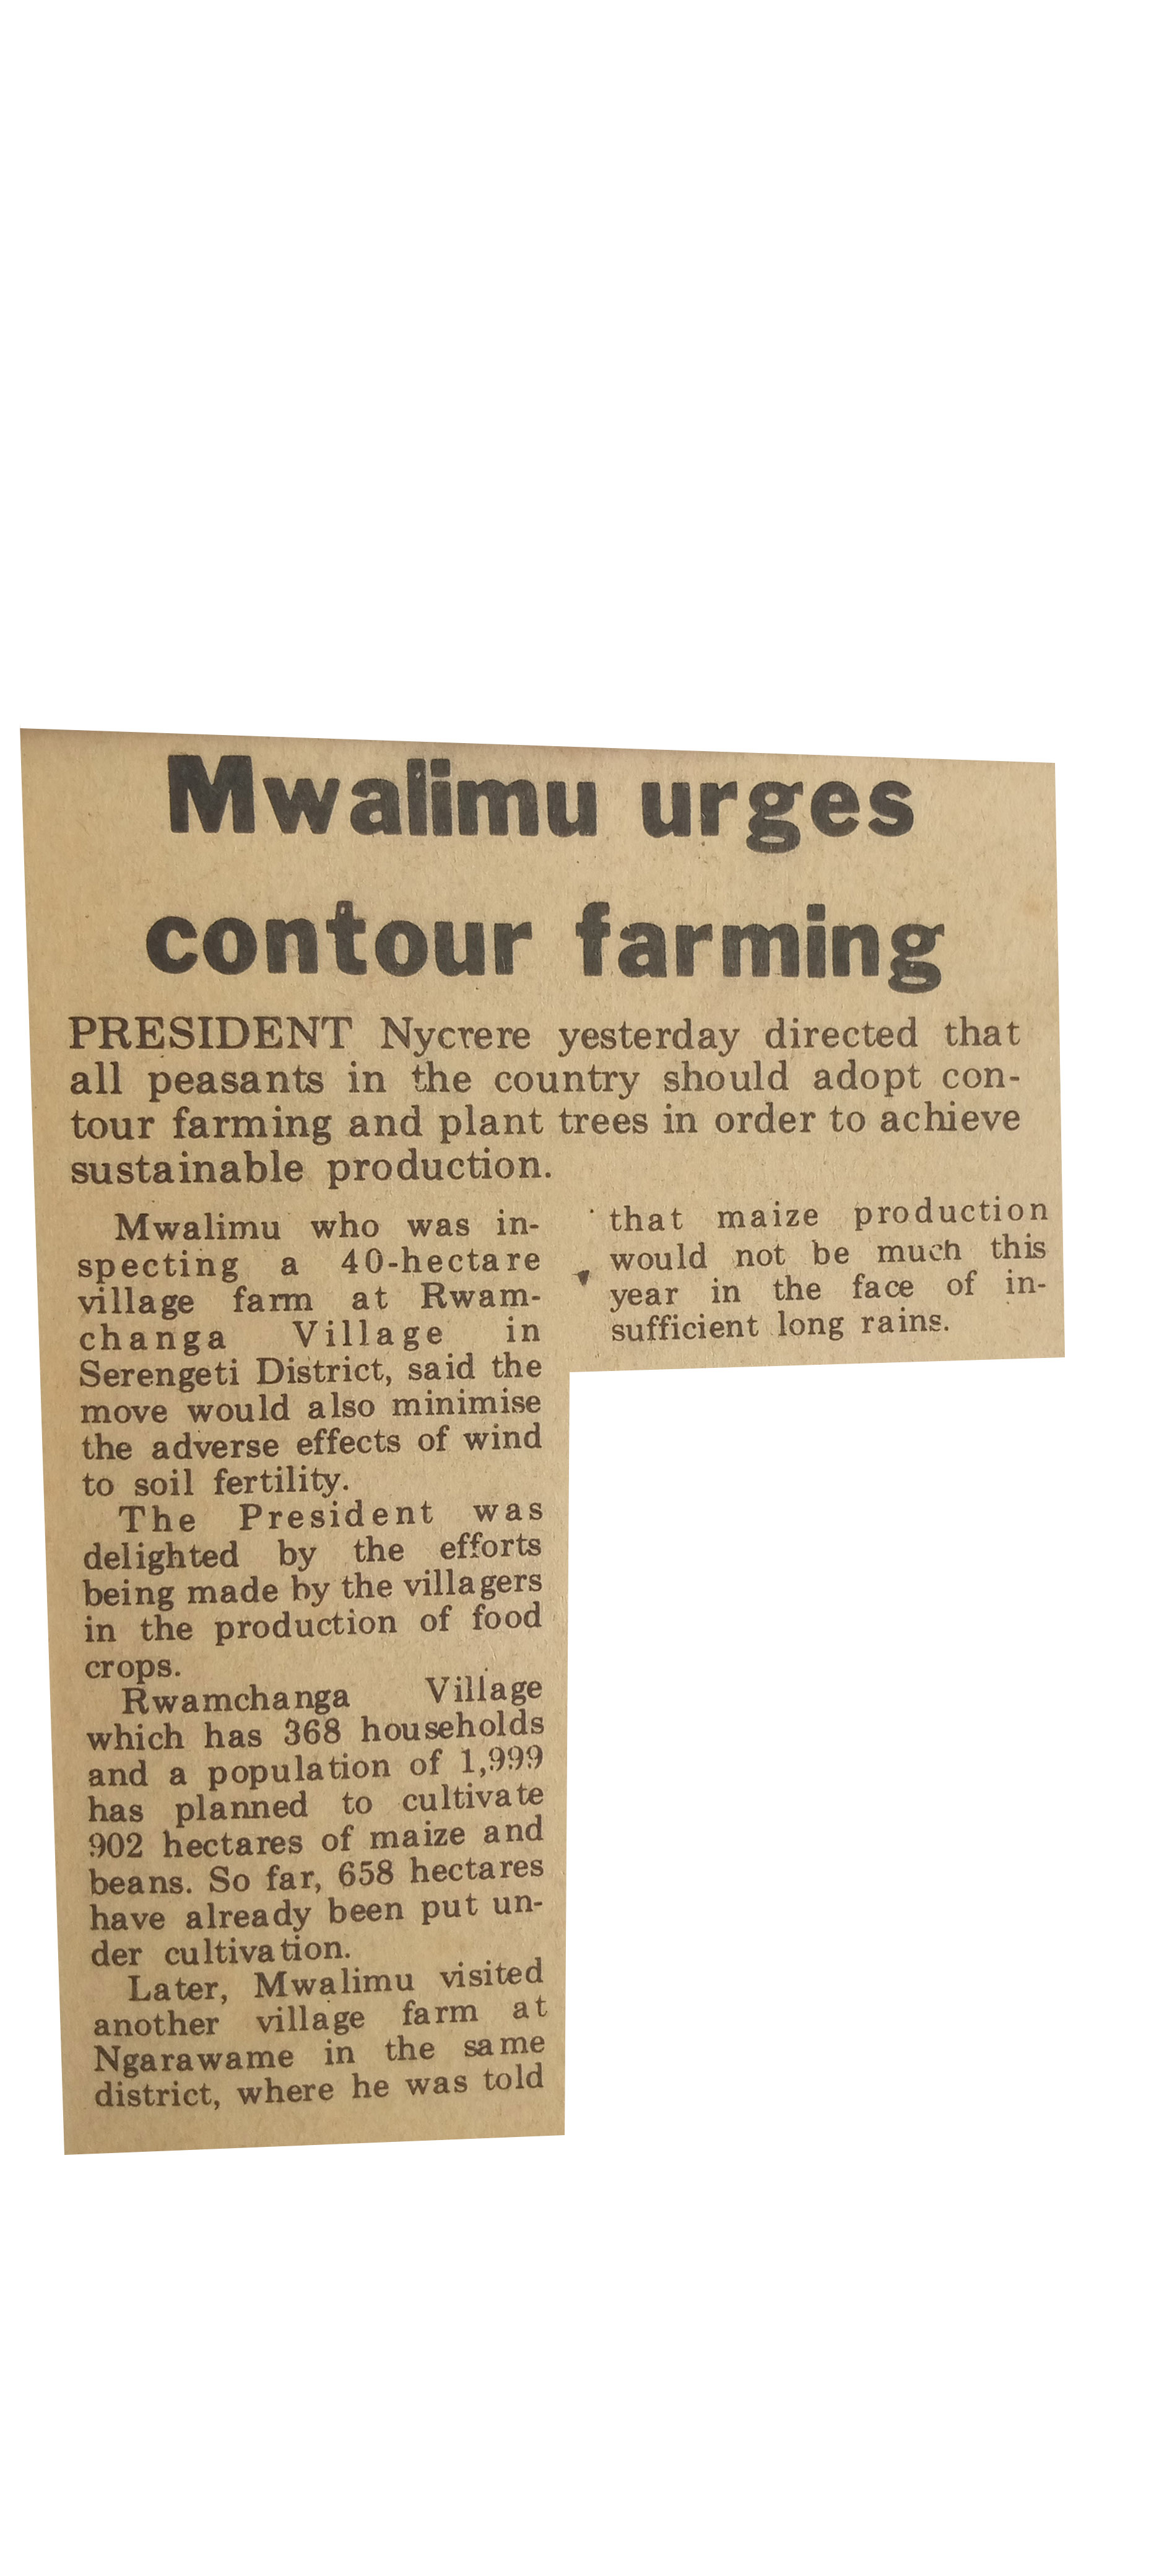 Mwalimu urges
contour farming
PRESIDENT Nycrere yesterday directed that
all peasants in the country should adopt con-
tour farming and plant trees in order to achieve
sustainable production.
Mwalimu who was in-
specting a 40-hectare
village farm at Rwam-
changa Village in
Serengeti District, said the
move would also minimise
the adverse effects of wind
to soil fertility.
The President was
delighted by the efforts
being made by the villagers
in the production of food
crops.
Rwamchanga Village
which has 368 households
and a population of 1,999
has planned to cultivate
902 hectares of maize and
beans. So far, 658 hectares
have already been put un-
der cultivation.
Later, Mwalimu visited
another village farm at
Ngarawame in the same
district, where he was told
that maize production
would not be much this
year in the face of in-
sufficient long rains.